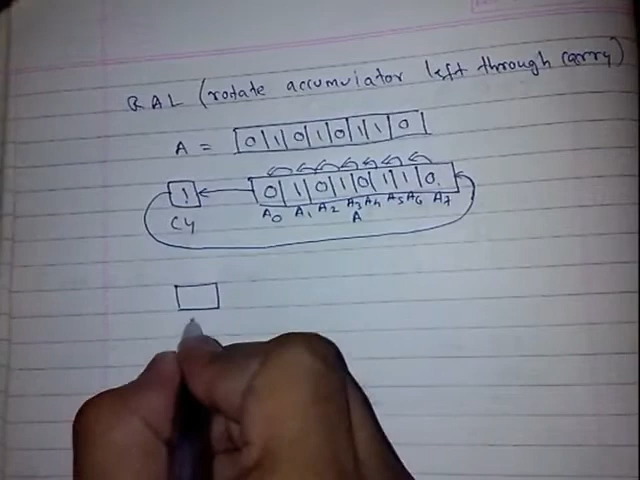 RAL (rotate accumulator left through carry)
A = 0 1 0 1 0 1 1 0
1 0 1 0 1 0 1 1 0
CY A0 A1 A2 A3 A4 A5 A6 A7
A